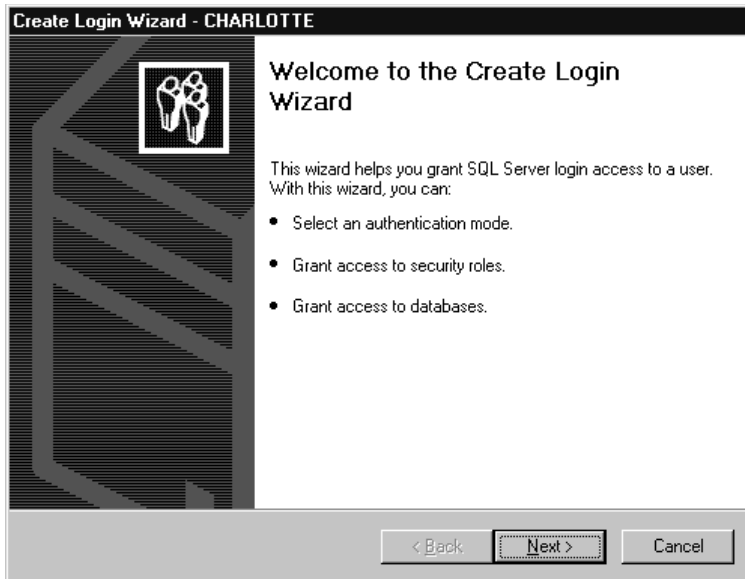 Create Login Wizard - CHARLOTTE
Welcome to the Create Login
Wizard
This wizard helps you grant SQL Server login access to a user.
With this wizard, you can:
• Select an authentication mode.
• Grant access to security roles.
• Grant access to databases.
< Back
Next >
Cancel